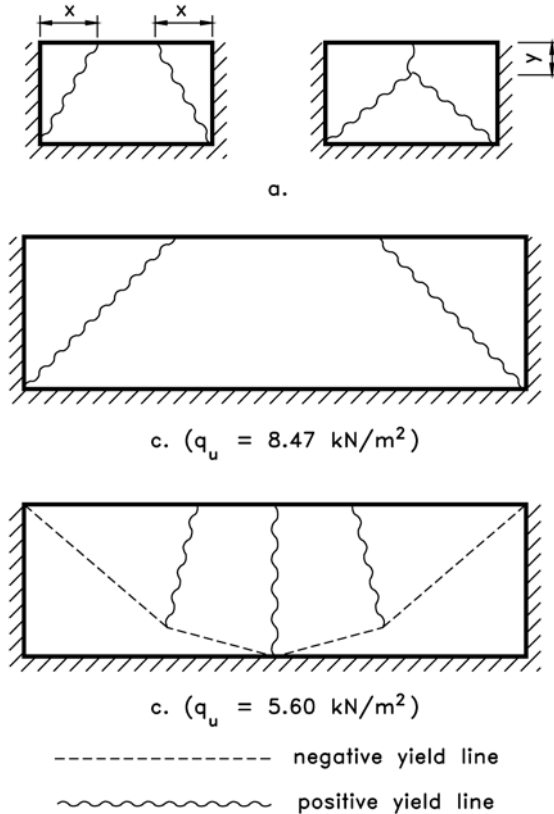 x x
y
a.
c. (q_u = 8.47 kN/m²)
c. (q_u = 5.60 kN/m²)
negative yield line
positive yield line